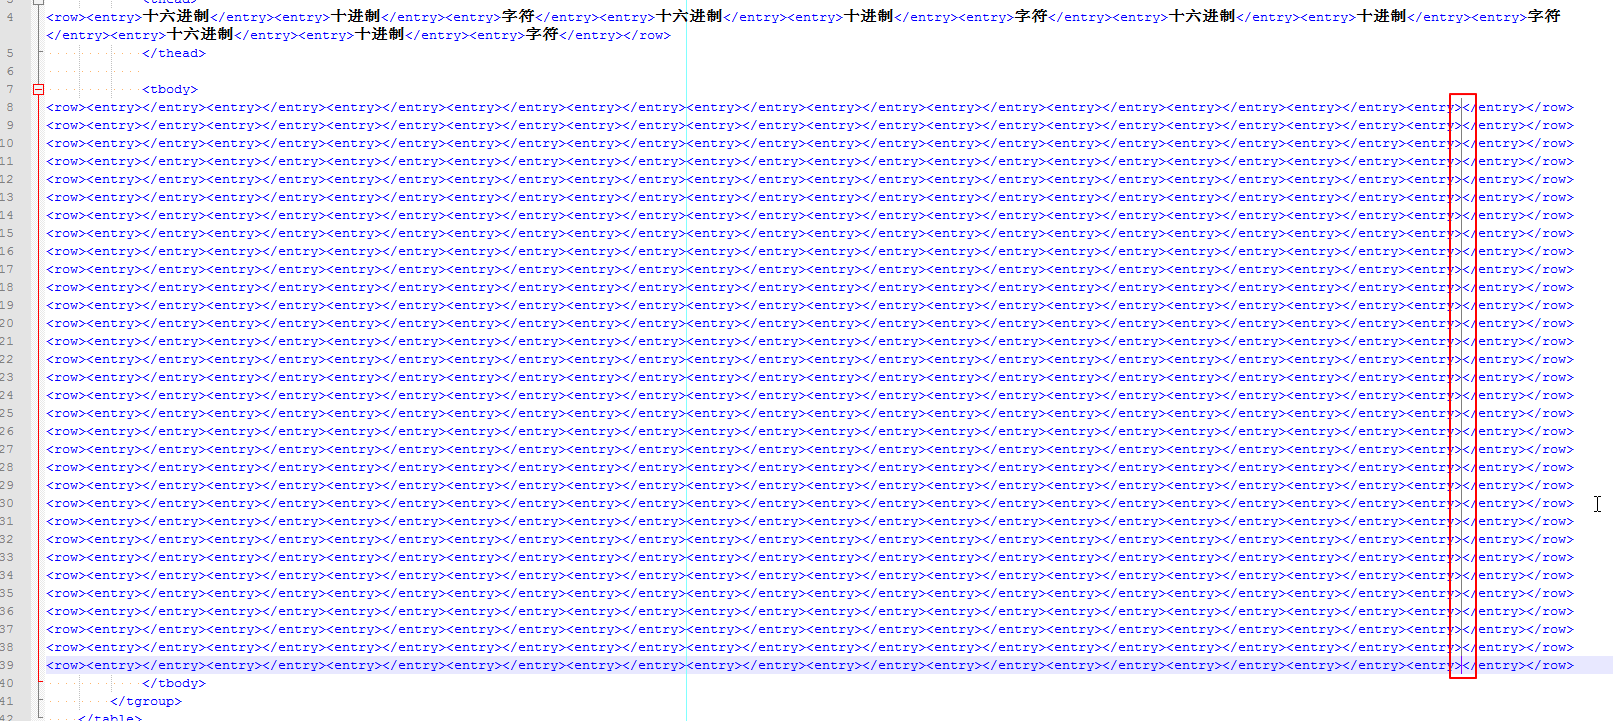 3 <thead>
4 <row><entry>十六进制</entry><entry>十进制</entry><entry>字符</entry><entry>十六进制</entry><entry>十进制</entry><entry>字符</entry><entry>十六进制</entry><entry>十进制</entry><entry>字符
</entry><entry>十六进制</entry><entry>十进制</entry><entry>字符</entry></row>
5 </thead>
6
7 <tbody>
8 <row><entry></entry><entry></entry><entry></entry><entry></entry><entry></entry><entry></entry><entry></entry><entry></entry><entry></entry><entry></entry><entry></entry><entry></entry></row>
9 <row><entry></entry><entry></entry><entry></entry><entry></entry><entry></entry><entry></entry><entry></entry><entry></entry><entry></entry><entry></entry><entry></entry><entry></entry></row>
10 <row><entry></entry><entry></entry><entry></entry><entry></entry><entry></entry><entry></entry><entry></entry><entry></entry><entry></entry><entry></entry><entry></entry><entry></entry></row>
11 <row><entry></entry><entry></entry><entry></entry><entry></entry><entry></entry><entry></entry><entry></entry><entry></entry><entry></entry><entry></entry><entry></entry><entry></entry></row>
12 <row><entry></entry><entry></entry><entry></entry><entry></entry><entry></entry><entry></entry><entry></entry><entry></entry><entry></entry><entry></entry><entry></entry><entry></entry></row>
13 <row><entry></entry><entry></entry><entry></entry><entry></entry><entry></entry><entry></entry><entry></entry><entry></entry><entry></entry><entry></entry><entry></entry><entry></entry></row>
14 <row><entry></entry><entry></entry><entry></entry><entry></entry><entry></entry><entry></entry><entry></entry><entry></entry><entry></entry><entry></entry><entry></entry><entry></entry></row>
15 <row><entry></entry><entry></entry><entry></entry><entry></entry><entry></entry><entry></entry><entry></entry><entry></entry><entry></entry><entry></entry><entry></entry><entry></entry></row>
16 <row><entry></entry><entry></entry><entry></entry><entry></entry><entry></entry><entry></entry><entry></entry><entry></entry><entry></entry><entry></entry><entry></entry><entry></entry></row>
17 <row><entry></entry><entry></entry><entry></entry><entry></entry><entry></entry><entry></entry><entry></entry><entry></entry><entry></entry><entry></entry><entry></entry><entry></entry></row>
18 <row><entry></entry><entry></entry><entry></entry><entry></entry><entry></entry><entry></entry><entry></entry><entry></entry><entry></entry><entry></entry><entry></entry><entry></entry></row>
19 <row><entry></entry><entry></entry><entry></entry><entry></entry><entry></entry><entry></entry><entry></entry><entry></entry><entry></entry><entry></entry><entry></entry><entry></entry></row>
20 <row><entry></entry><entry></entry><entry></entry><entry></entry><entry></entry><entry></entry><entry></entry><entry></entry><entry></entry><entry></entry><entry></entry><entry></entry></row>
21 <row><entry></entry><entry></entry><entry></entry><entry></entry><entry></entry><entry></entry><entry></entry><entry></entry><entry></entry><entry></entry><entry></entry><entry></entry></row>
22 <row><entry></entry><entry></entry><entry></entry><entry></entry><entry></entry><entry></entry><entry></entry><entry></entry><entry></entry><entry></entry><entry></entry><entry></entry></row>
23 <row><entry></entry><entry></entry><entry></entry><entry></entry><entry></entry><entry></entry><entry></entry><entry></entry><entry></entry><entry></entry><entry></entry><entry></entry></row>
24 <row><entry></entry><entry></entry><entry></entry><entry></entry><entry></entry><entry></entry><entry></entry><entry></entry><entry></entry><entry></entry><entry></entry><entry></entry></row>
25 <row><entry></entry><entry></entry><entry></entry><entry></entry><entry></entry><entry></entry><entry></entry><entry></entry><entry></entry><entry></entry><entry></entry><entry></entry></row>
26 <row><entry></entry><entry></entry><entry></entry><entry></entry><entry></entry><entry></entry><entry></entry><entry></entry><entry></entry><entry></entry><entry></entry><entry></entry></row>
27 <row><entry></entry><entry></entry><entry></entry><entry></entry><entry></entry><entry></entry><entry></entry><entry></entry><entry></entry><entry></entry><entry></entry><entry></entry></row>
28 <row><entry></entry><entry></entry><entry></entry><entry></entry><entry></entry><entry></entry><entry></entry><entry></entry><entry></entry><entry></entry><entry></entry><entry></entry></row>
29 <row><entry></entry><entry></entry><entry></entry><entry></entry><entry></entry><entry></entry><entry></entry><entry></entry><entry></entry><entry></entry><entry></entry><entry></entry></row>
30 <row><entry></entry><entry></entry><entry></entry><entry></entry><entry></entry><entry></entry><entry></entry><entry></entry><entry></entry><entry></entry><entry></entry><entry></entry></row>
31 <row><entry></entry><entry></entry><entry></entry><entry></entry><entry></entry><entry></entry><entry></entry><entry></entry><entry></entry><entry></entry><entry></entry><entry></entry></row>
32 <row><entry></entry><entry></entry><entry></entry><entry></entry><entry></entry><entry></entry><entry></entry><entry></entry><entry></entry><entry></entry><entry></entry><entry></entry></row>
33 <row><entry></entry><entry></entry><entry></entry><entry></entry><entry></entry><entry></entry><entry></entry><entry></entry><entry></entry><entry></entry><entry></entry><entry></entry></row>
34 <row><entry></entry><entry></entry><entry></entry><entry></entry><entry></entry><entry></entry><entry></entry><entry></entry><entry></entry><entry></entry><entry></entry><entry></entry></row>
35 <row><entry></entry><entry></entry><entry></entry><entry></entry><entry></entry><entry></entry><entry></entry><entry></entry><entry></entry><entry></entry><entry></entry><entry></entry></row>
36 <row><entry></entry><entry></entry><entry></entry><entry></entry><entry></entry><entry></entry><entry></entry><entry></entry><entry></entry><entry></entry><entry></entry><entry></entry></row>
37 <row><entry></entry><entry></entry><entry></entry><entry></entry><entry></entry><entry></entry><entry></entry><entry></entry><entry></entry><entry></entry><entry></entry><entry></entry></row>
38 <row><entry></entry><entry></entry><entry></entry><entry></entry><entry></entry><entry></entry><entry></entry><entry></entry><entry></entry><entry></entry><entry></entry><entry></entry></row>
39 <row><entry></entry><entry></entry><entry></entry><entry></entry><entry></entry><entry></entry><entry></entry><entry></entry><entry></entry><entry></entry><entry></entry><entry></entry></row>
40 </tbody>
41 </tgroup>
42 </table>